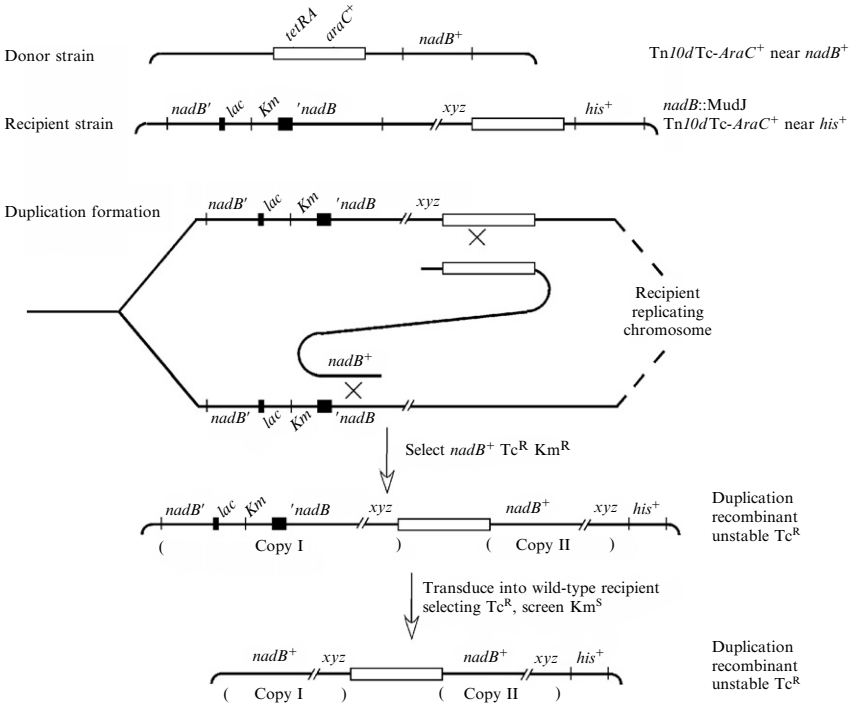 tetRA araC+
nadB+
Donor strain
Tn10dTc-AraC+ near nadB+
nadB' lac Km 'nadB xyz his+
Recipient strain
nadB::MudJ
Tn10dTc-AraC+ near his+
Duplication formation
nadB' lac Km 'nadB xyz
Recipient
replicating
chromosome
nadB+
nadB' lac Km 'nadB
Select nadB+ TcR KmR
nadB' lac Km 'nadB xyz nadB+ xyz his+
( Copy I ) ( Copy II )
Duplication
recombinant
unstable TcR
Transduce into wild-type recipient
selecting TcR, screen KmS
nadB+ xyz nadB+ xyz his+
( Copy I ) ( Copy II )
Duplication
recombinant
unstable TcR